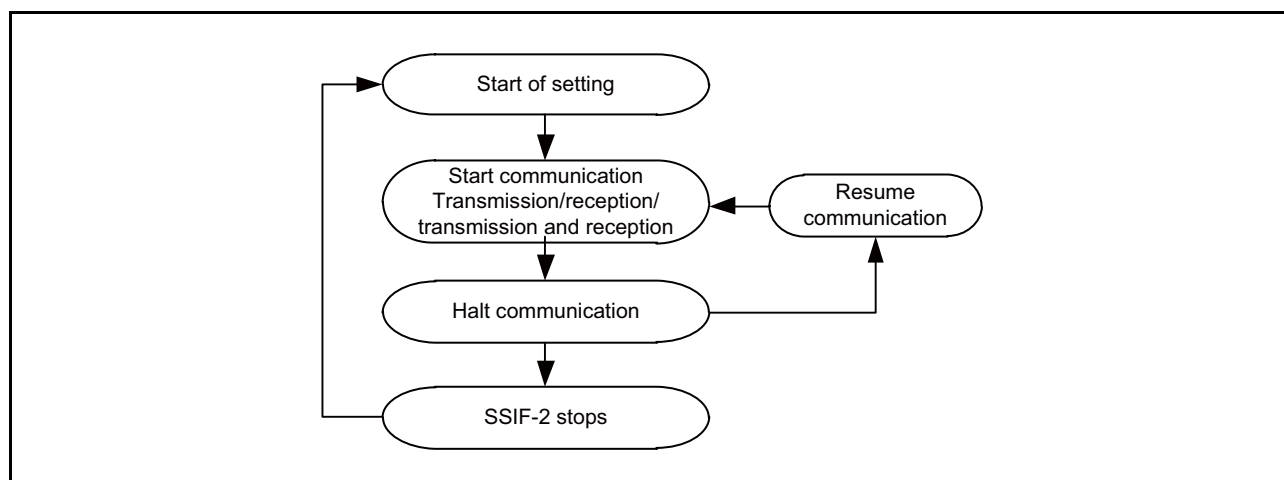 Start of setting
Start communication
Transmission/reception/
transmission and reception
Resume
communication
Halt communication
SSIF-2 stops